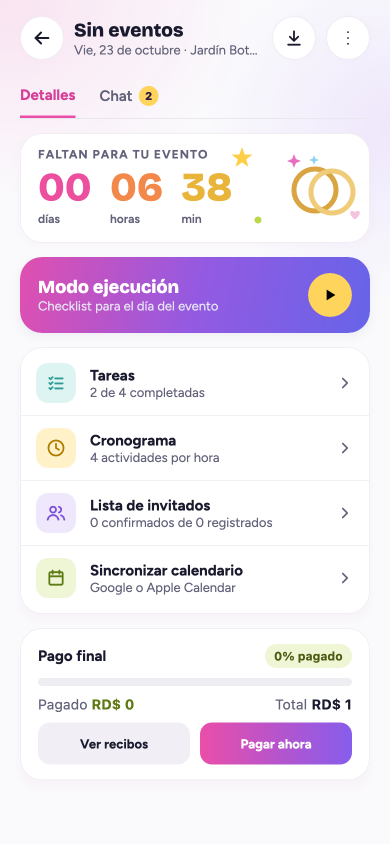 Sin eventos
Vie, 23 de octubre · Jardín Bot...
Detalles
Chat 2
FALTAN PARA TU EVENTO
00 06 38
días horas min
Modo ejecución
Checklist para el día del evento
Tareas
2 de 4 completadas
Cronograma
4 actividades por hora
Lista de invitados
0 confirmados de 0 registrados
Sincronizar calendario
Google o Apple Calendar
Pago final
0% pagado
Pagado RD$ 0
Total RD$ 1
Ver recibos
Pagar ahora